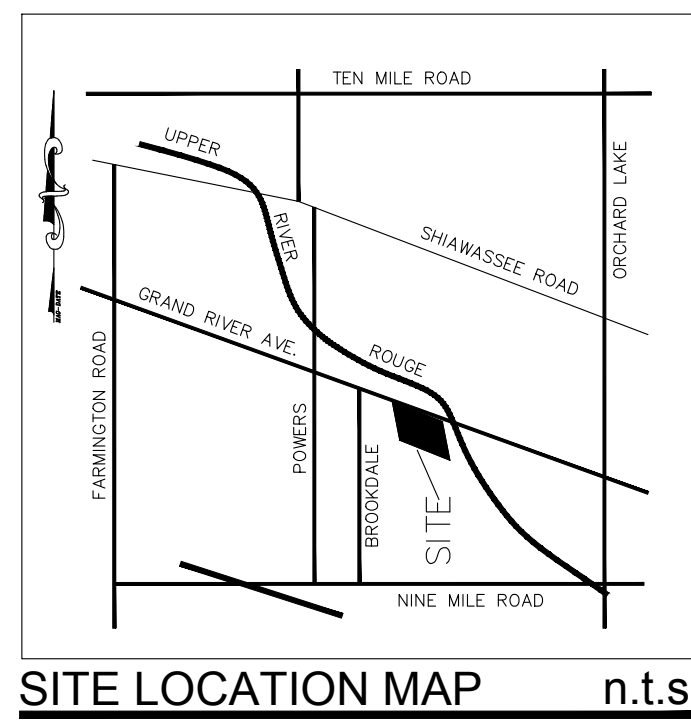 TEN MILE ROAD
UPPER
RIVER
ORCHARD LAKE
SHIAWASSEE ROAD
GRAND RIVER AVE.
ROUGE
FARMINGTON ROAD
POWERS
BROOKDALE
SITE
NINE MILE ROAD
SITE LOCATION MAP n.t.s